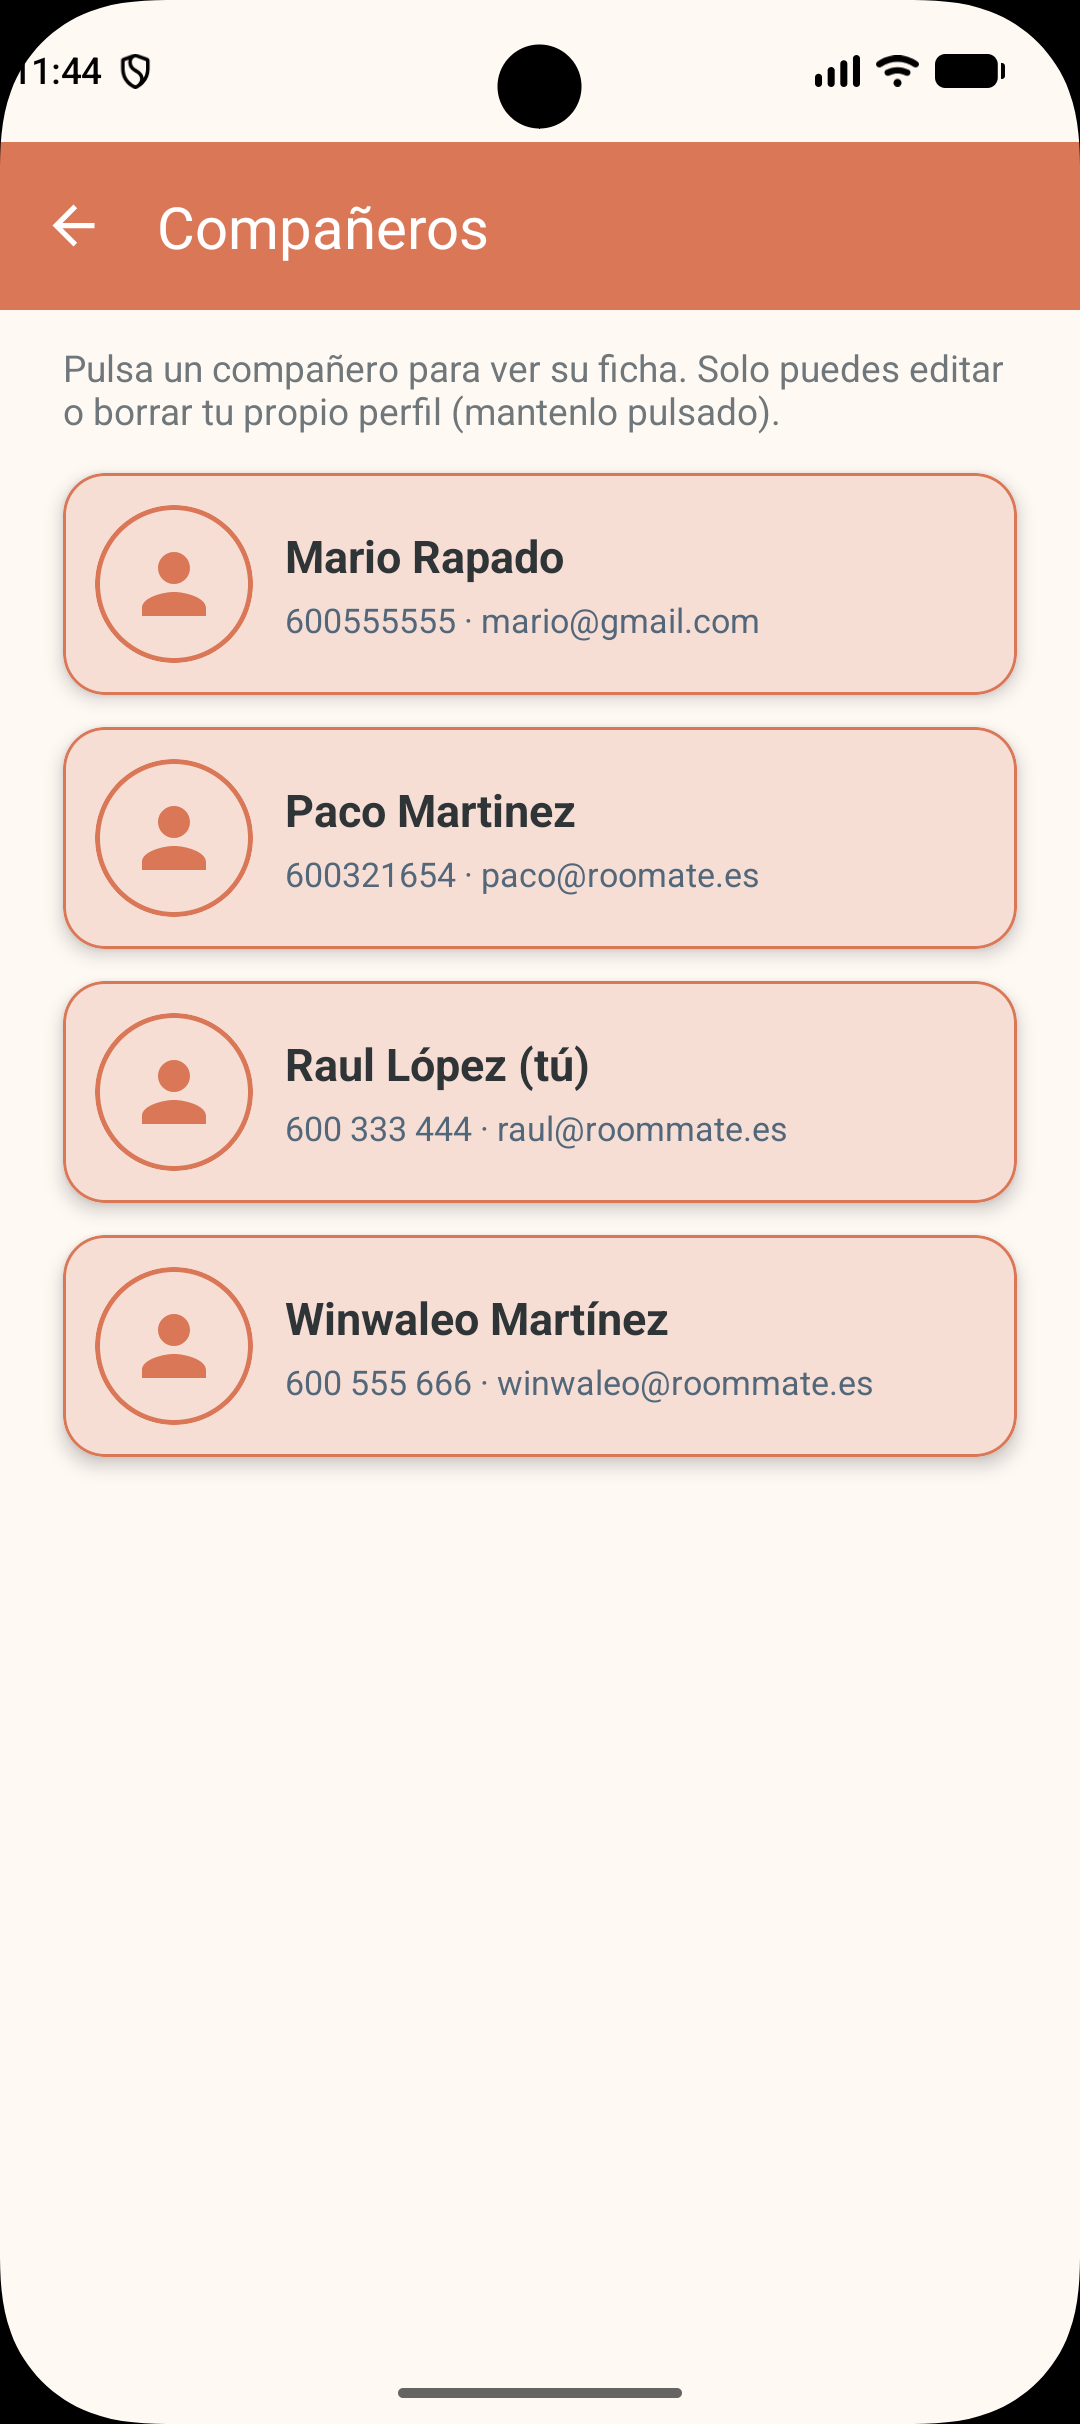 11:44
Compañeros
Pulsa un compañero para ver su ficha. Solo puedes editar
o borrar tu propio perfil (mantenlo pulsado).
Mario Rapado
600555555 · mario@gmail.com
Paco Martinez
600321654 · paco@roomate.es
Raul López (tú)
600 333 444 · raul@roommate.es
Winwaleo Martínez
600 555 666 · winwaleo@roommate.es